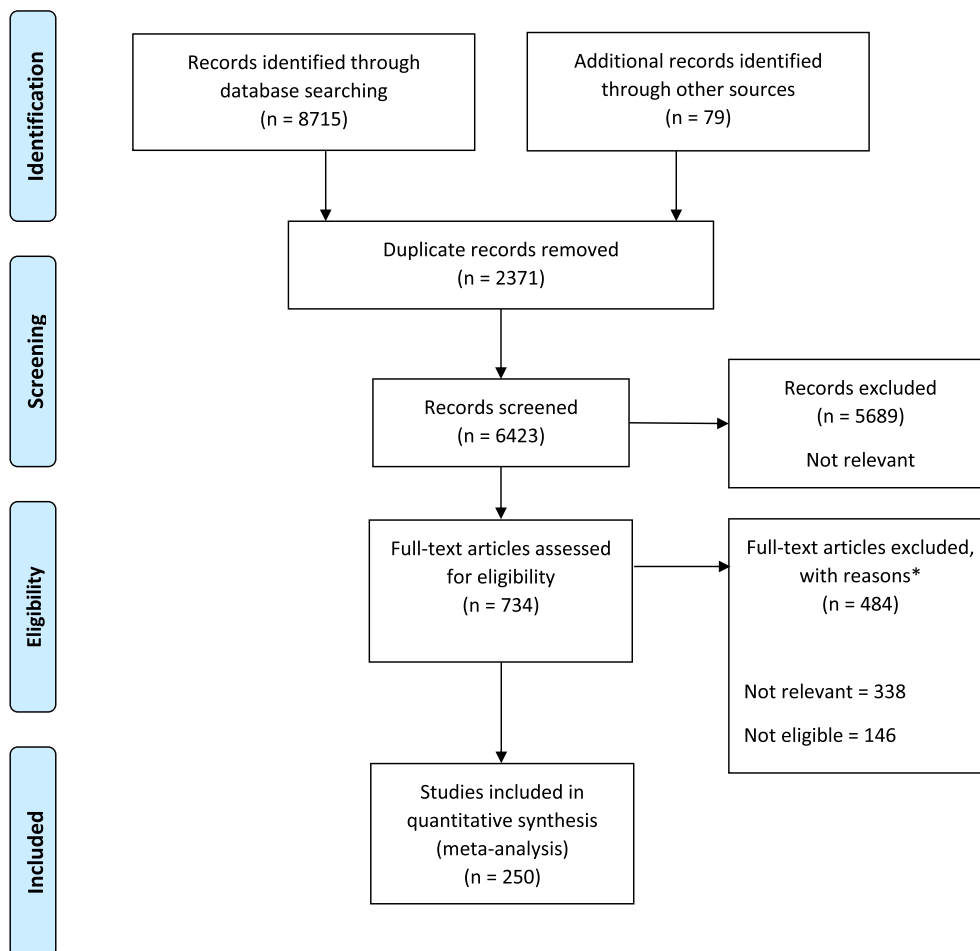 Identification
Records identified through
database searching
(n = 8715)
Additional records identified
through other sources
(n = 79)
Duplicate records removed
(n = 2371)
Screening
Records screened
(n = 6423)
Records excluded
(n = 5689)
Not relevant
Eligibility
Full-text articles assessed
for eligibility
(n = 734)
Full-text articles excluded,
with reasons*
(n = 484)
Not relevant = 338
Not eligible = 146
Included
Studies included in
quantitative synthesis
(meta-analysis)
(n = 250)